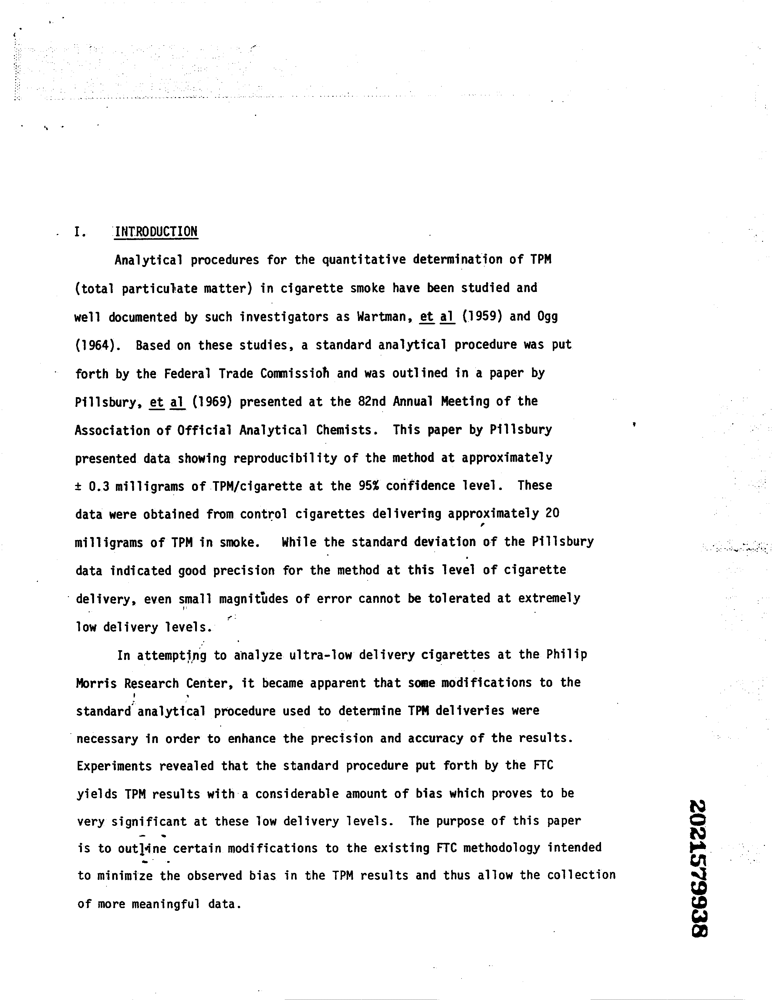 I. INTRODUCTION
Analytical procedures for the quantitative determination of TPM
(total particulate matter) in cigarette smoke have been studied and
well documented by such investigators as Wartman, et al (1959) and Ogg
(1964). Based on these studies, a standard analytical procedure was put
forth by the Federal Trade Commission and was outlined in a paper by
Pillsbury, et al (1969) presented at the 82nd Annual Meeting of the
Association of Official Analytical Chemists. This paper by Pillsbury
presented data showing reproducibility of the method at approximately
± 0.3 milligrams of TPM/cigarette at the 95% confidence level. These
data were obtained from control cigarettes delivering approximately 20
milligrams of TPM in smoke. While the standard deviation of the Pillsbury
data indicated good precision for the method at this level of cigarette
delivery, even small magnitudes of error cannot be tolerated at extremely
low delivery levels.
In attempting to analyze ultra-low delivery cigarettes at the Philip
Morris Research Center, it became apparent that some modifications to the
standard analytical procedure used to determine TPM deliveries were
necessary in order to enhance the precision and accuracy of the results.
Experiments revealed that the standard procedure put forth by the FTC
yields TPM results with a considerable amount of bias which proves to be
very significant at these low delivery levels. The purpose of this paper
is to outline certain modifications to the existing FTC methodology intended
to minimize the observed bias in the TPM results and thus allow the collection
of more meaningful data.
2021579938